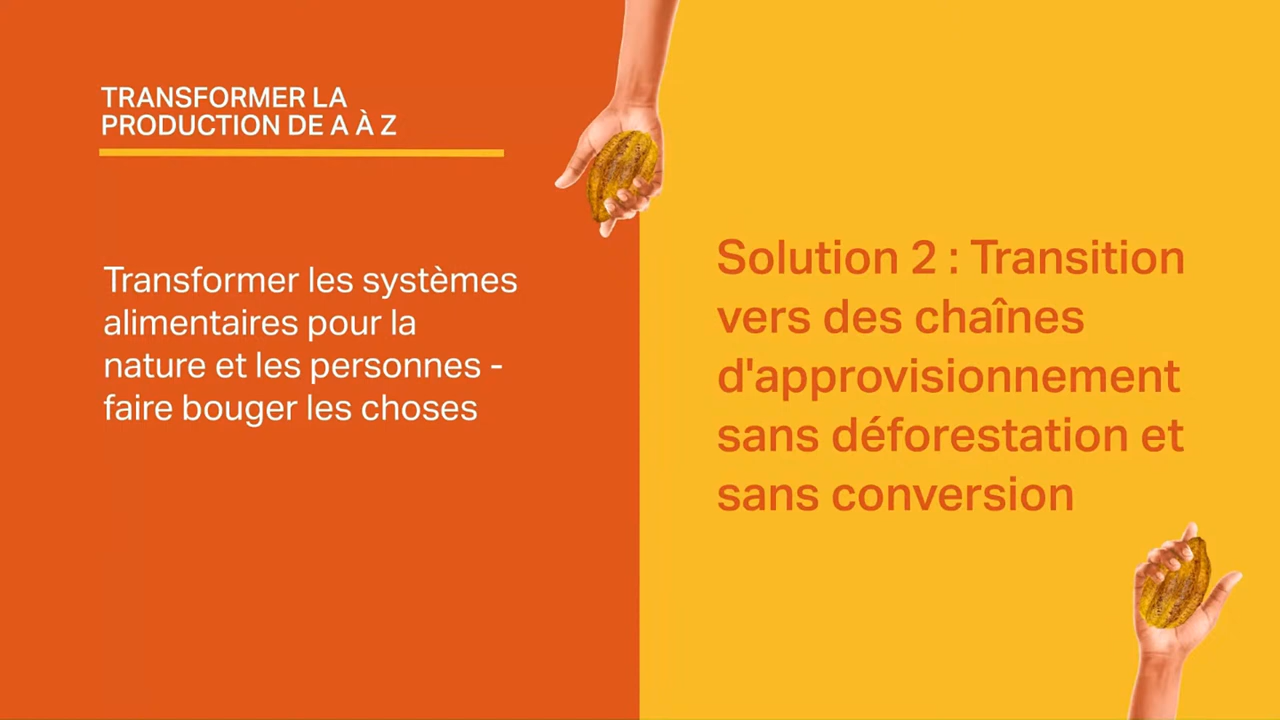 TRANSFORMER LA
PRODUCTION DE A À Z
Transformer les systèmes
alimentaires pour la
nature et les personnes -
faire bouger les choses
Solution 2 : Transition
vers des chaînes
d'approvisionnement
sans déforestation et
sans conversion